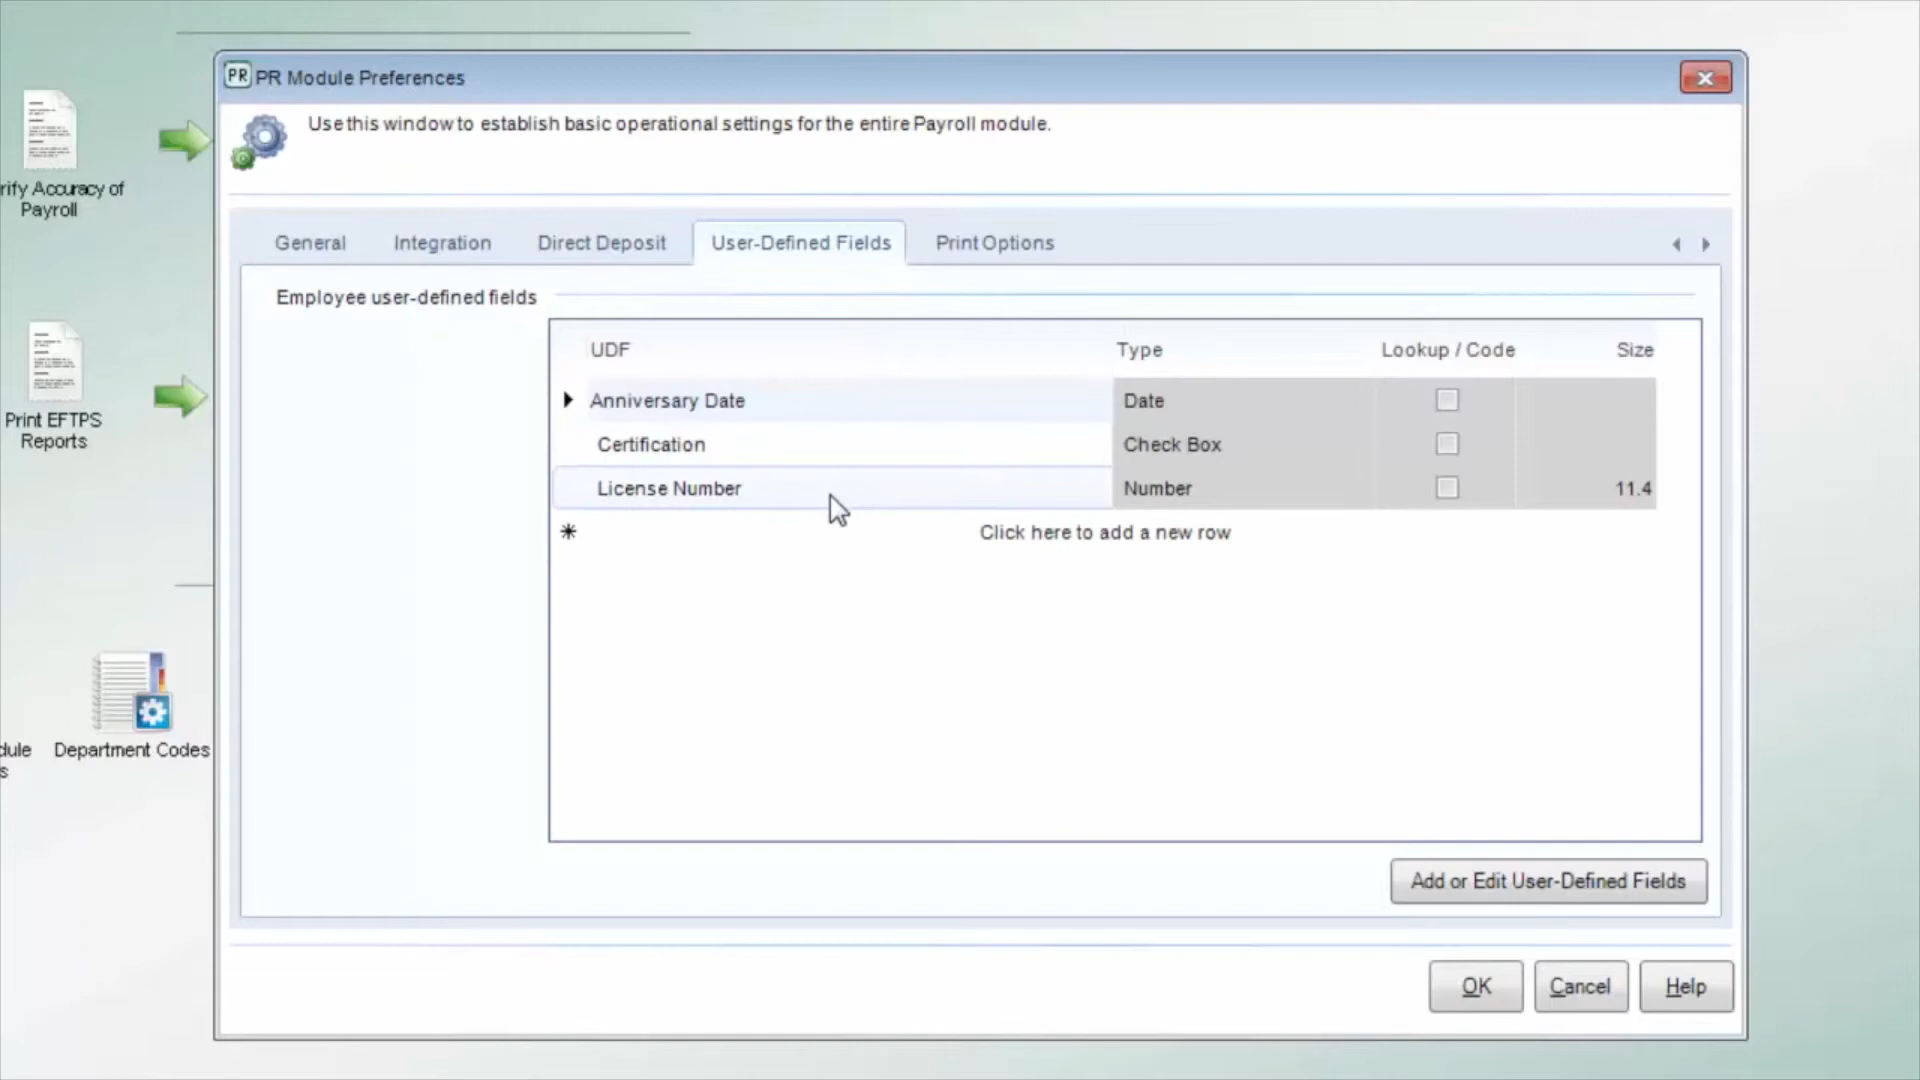 PR PR Module Preferences
Use this window to establish basic operational settings for the entire Payroll module.
rify Accuracy of
Payroll
Print EFTPS
Reports
dule
s
Department Codes
General Integration Direct Deposit User-Defined Fields Print Options
Employee user-defined fields
UDF Type Lookup / Code Size
Anniversary Date Date
Certification Check Box
License Number Number 11.4
Click here to add a new row
Add or Edit User-Defined Fields
OK Cancel Help